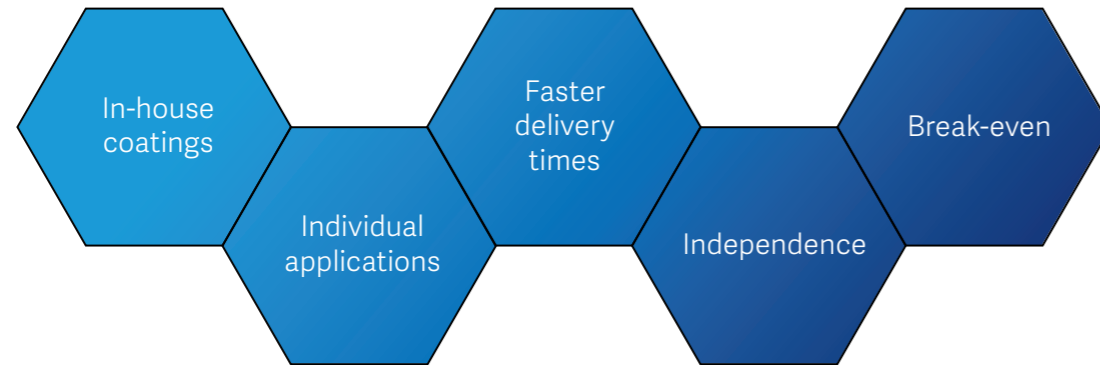 In-house
coatings
Individual
applications
Faster
delivery
times
Independence
Break-even